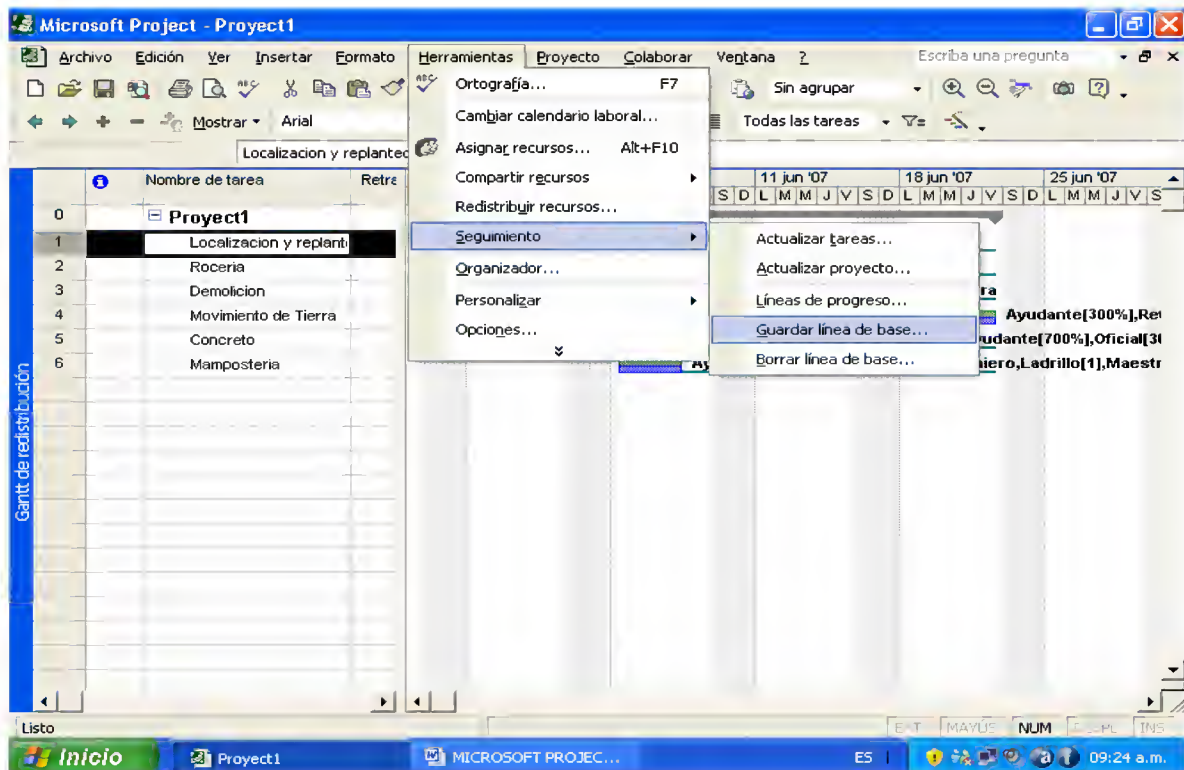 Microsoft Project - Proyect1
Archivo Edición Ver Insertar Formato Herramientas Proyecto Colaborar Ventana ? Escriba una pregunta
Sin agrupar
Mostrar Arial Todas las tareas
Localizacion y replanteo
Nombre de tarea Retra
11 jun '07 18 jun '07 25 jun '07
S D L M M J V S D L M M J V S D L M M J V S
0 Proyect1
1 Localizacion y replant
2 Roceria
3 Demolicion
4 Movimiento de Tierra
5 Concreto
6 Mamposteria
Ortografía... F7
Cambiar calendario laboral...
Asignar recursos... Alt+F10
Compartir recursos
Redistribuir recursos...
Seguimiento
Organizador...
Personalizar
Opciones...
Actualizar tareas...
Actualizar proyecto...
Líneas de progreso...
Guardar línea de base...
Borrar línea de base...
ra
Ayudante[300%],Ret
udante[700%],Oficial[3
Ay
iero,Ladrillo[1],Maestr
Gantt de redistribución
Listo
EXT MAYÚS NUM INS
Inicio Proyect1 MICROSOFT PROJEC... ES 09:24 a.m.